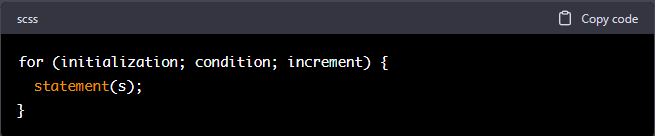 scss
Copy code
for (initialization; condition; increment) {
  statement(s);
}